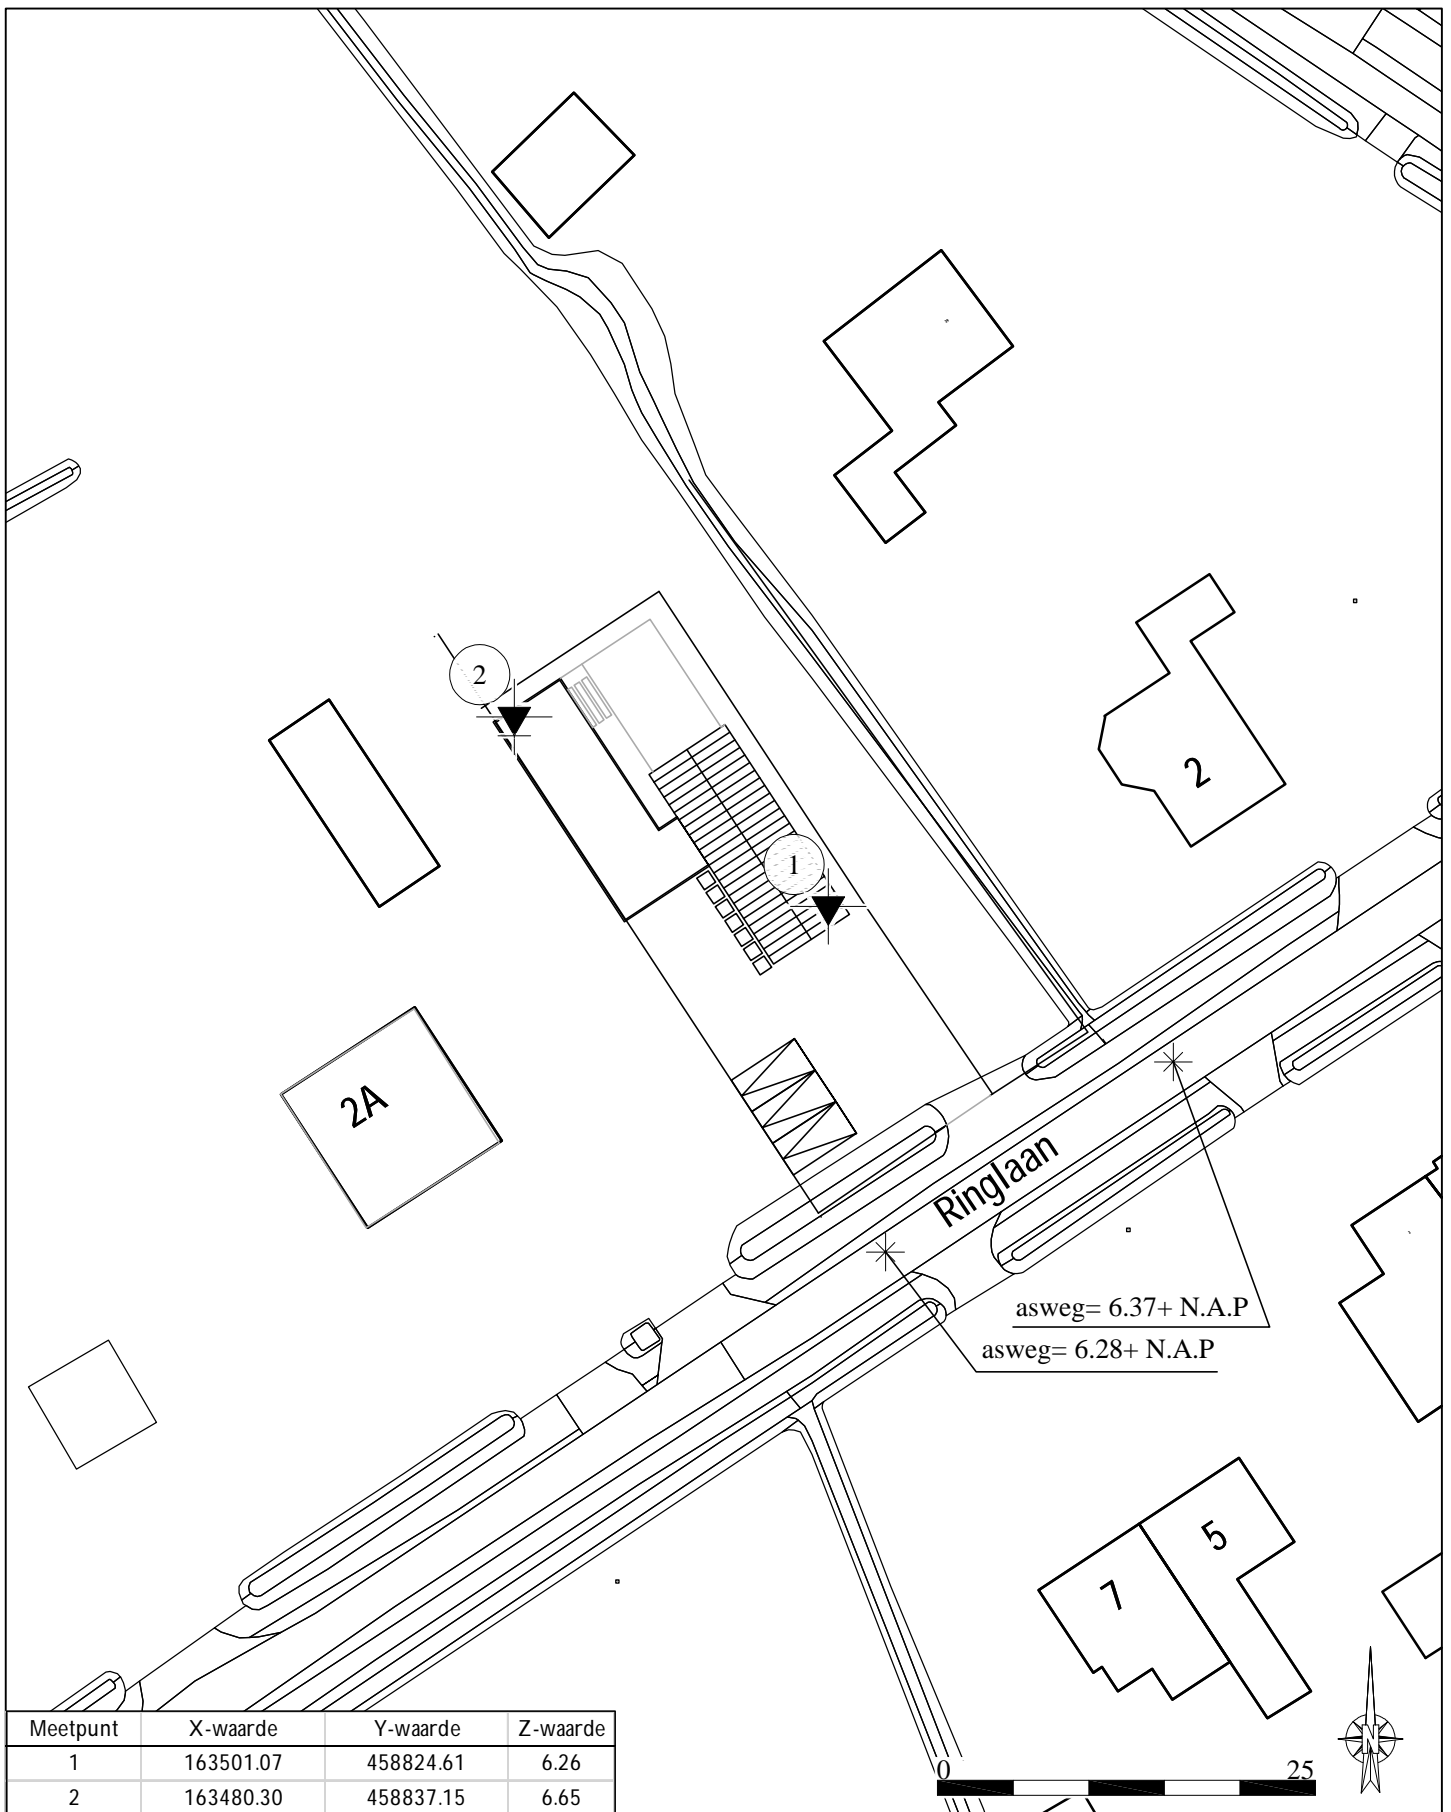 2
1
2
2A
Ringlaan
asweg= 6.37+ N.A.P
asweg= 6.28+ N.A.P
5
7
N
0 25
Meetpunt X-waarde Y-waarde Z-waarde
1 163501.07 458824.61 6.26
2 163480.30 458837.15 6.65